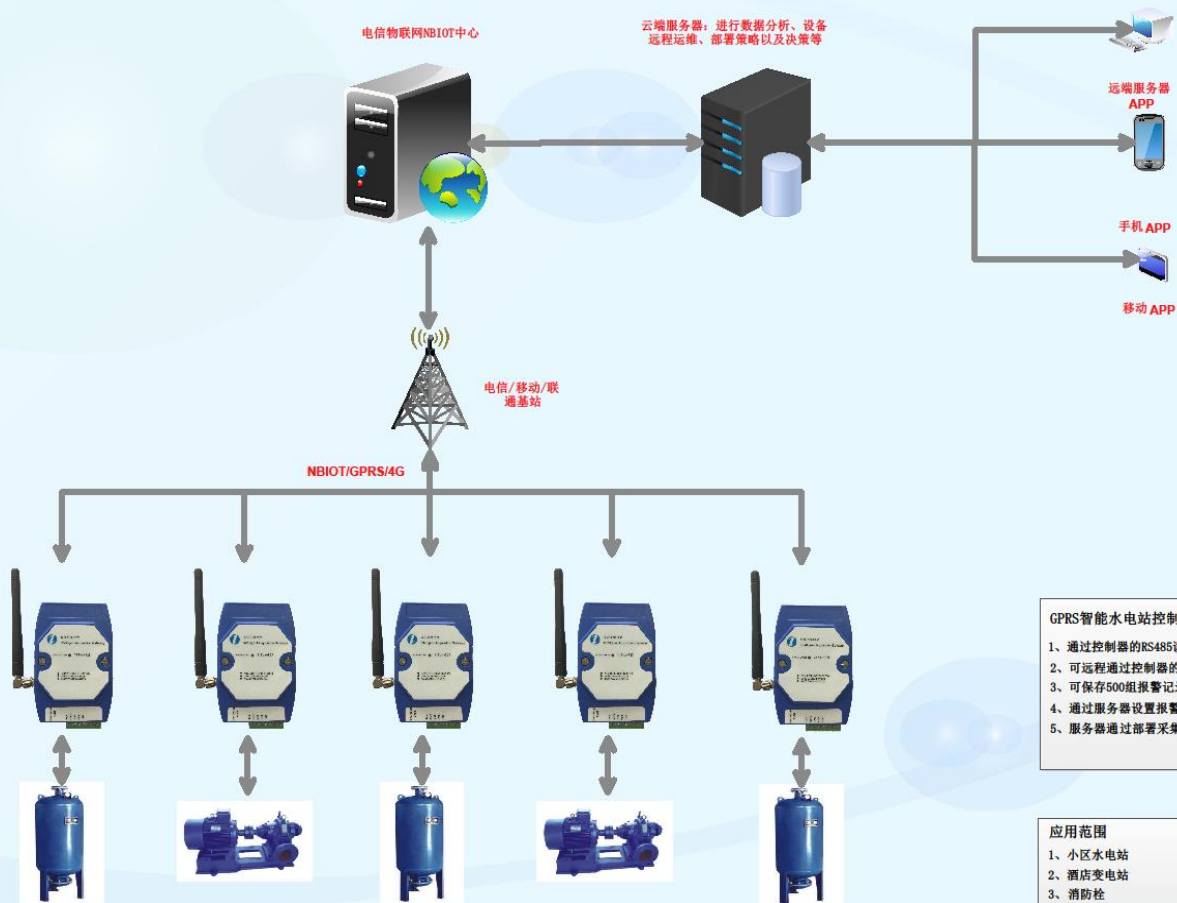 电信物联网NBIOT中心
云端服务器：进行数据分析、设备
远程运维、部署策略以及决策等
远端服务器
APP
手机APP
移动APP
电信/移动/联
通基站
NBIOT/GPRS/4G
GPRS智能水电站控制
1、通过控制器的RS485
2、可远程通过控制器的
3、可保存500组报警记
4、通过服务器设置报警
5、服务器通过部署采集
应用范围
1、小区水电站
2、酒店变电站
3、消防栓